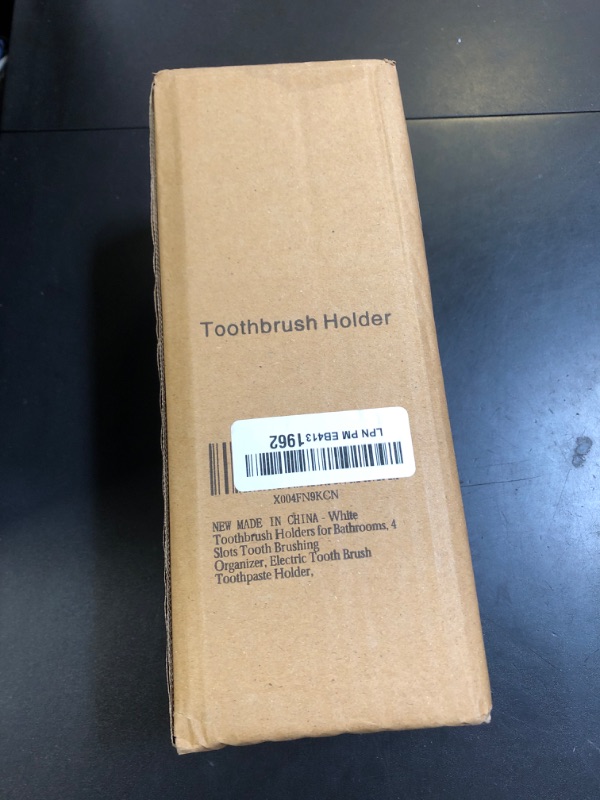 Toothbrush Holder
LPN PM EB4131962
X004FN9KCN
NEW MADE IN CHINA - White
Toothbrush Holders for Bathrooms, 4
Slots Tooth Brushing
Organizer, Electric Tooth Brush
Toothpaste Holder,